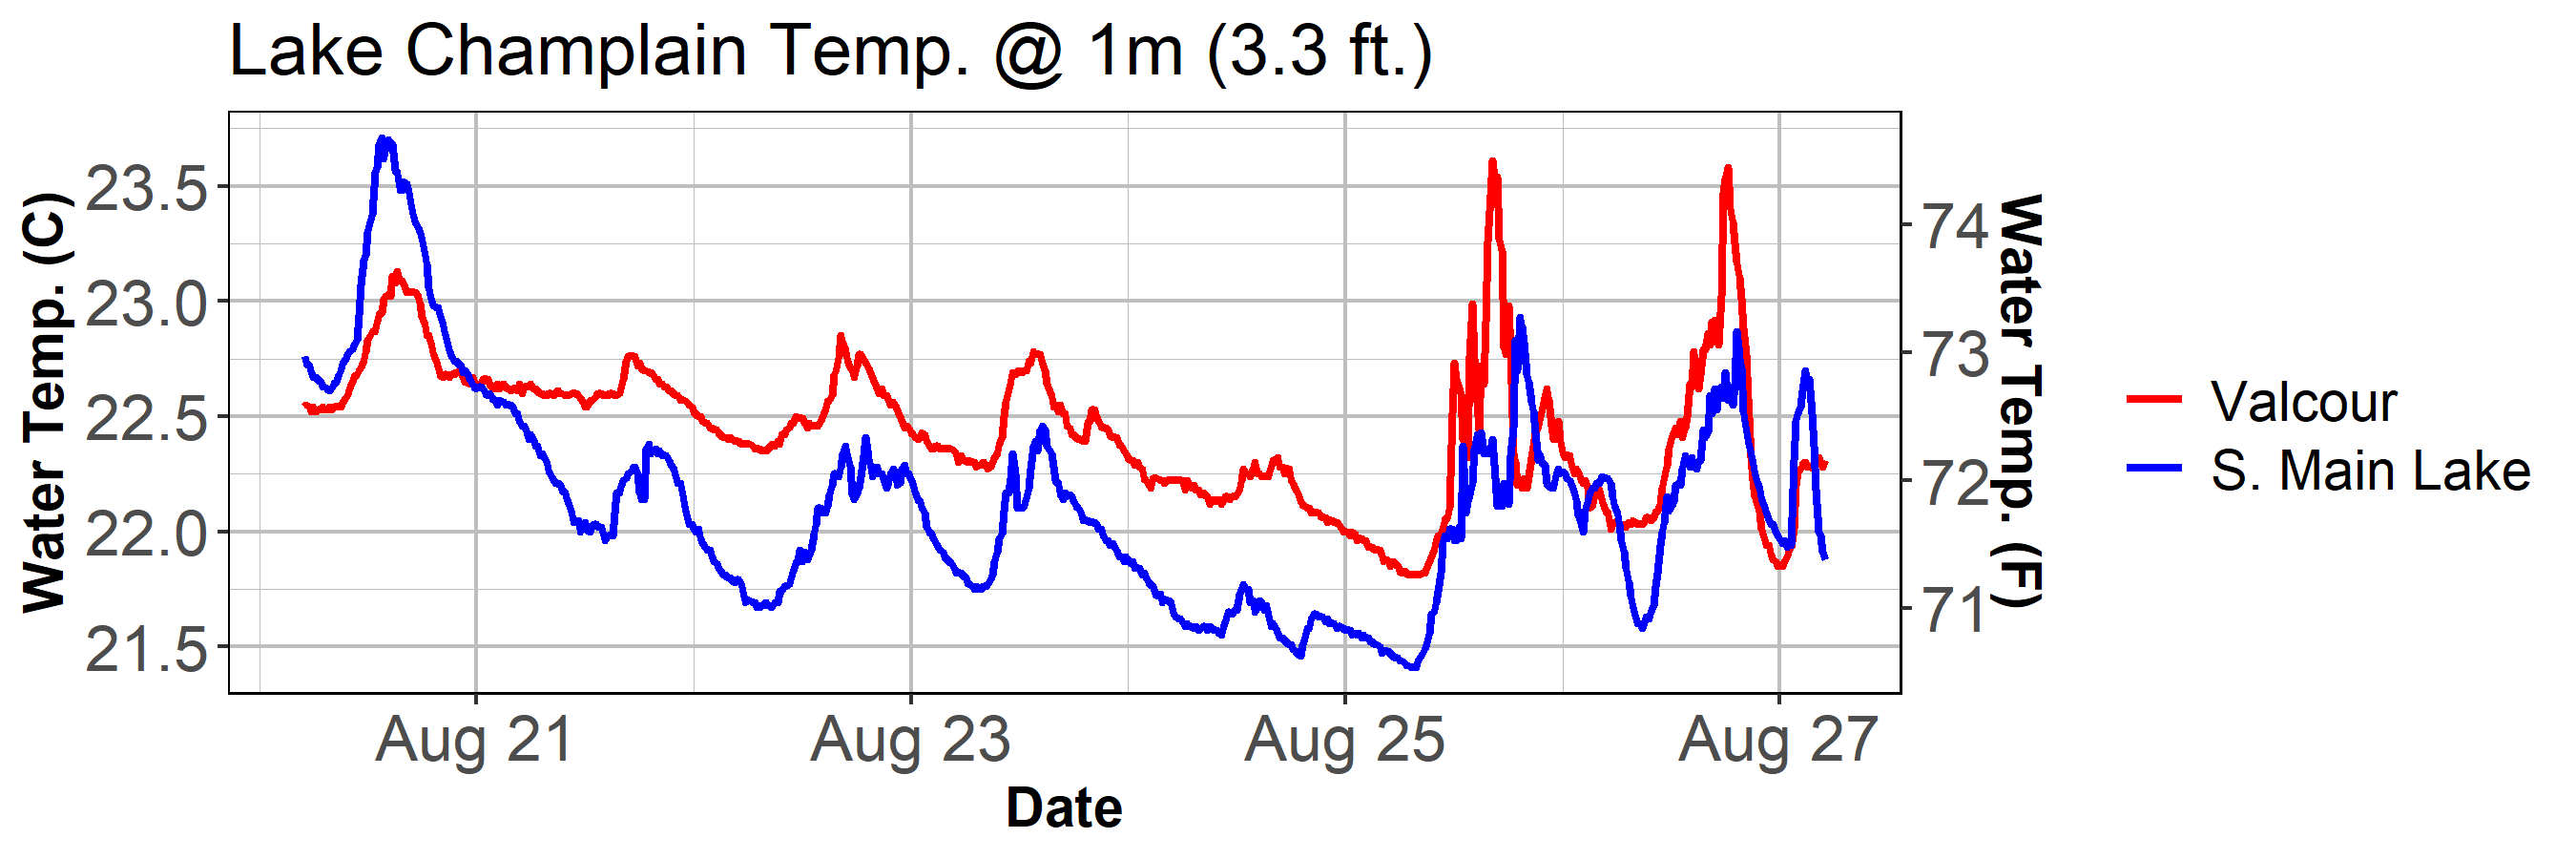 Lake Champlain Temp. @ 1m (3.3 ft.)
Water Temp. (C)
23.5
23.0
22.5
22.0
21.5
74
73
72
71
Water Temp. (F)
Aug 21
Aug 23
Aug 25
Aug 27
Date
Valcour
S. Main Lake